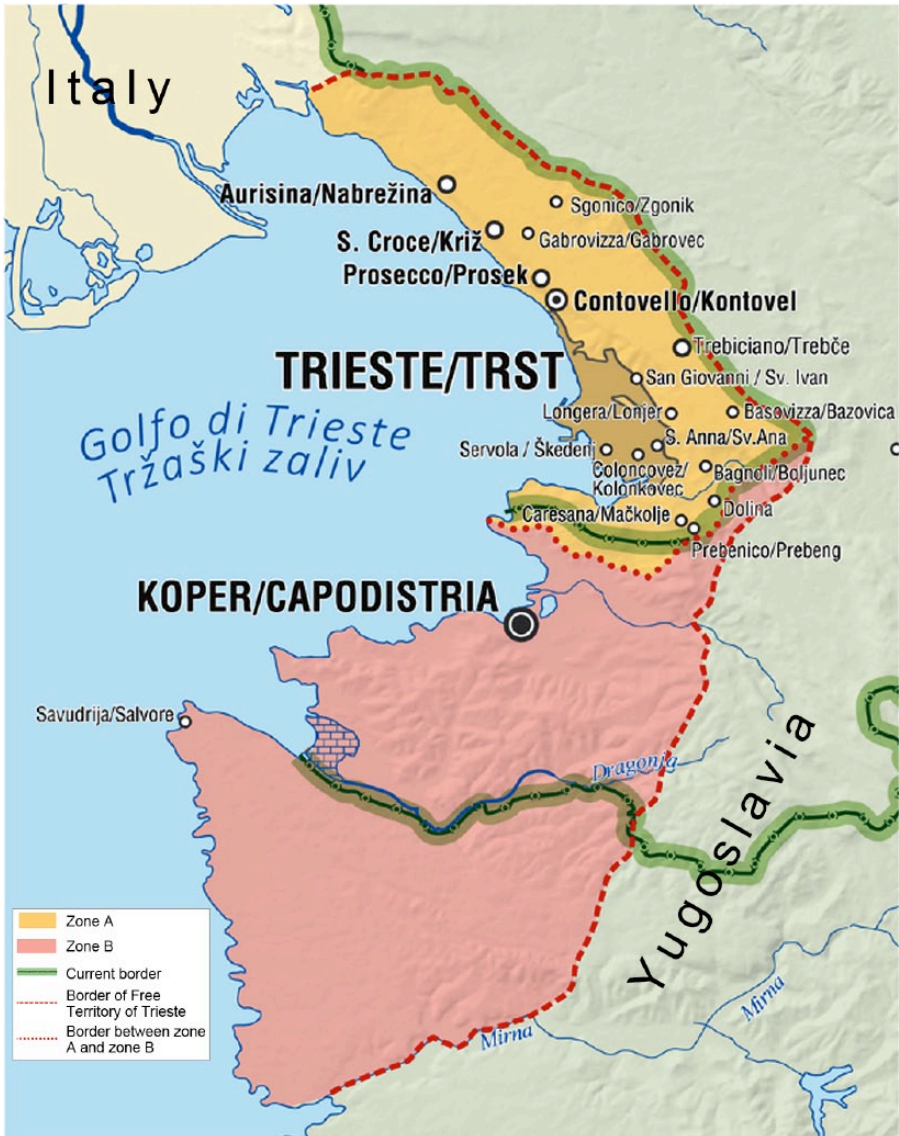 Italy
Aurisina/Nabrežina
Sgonico/Zgonik
S. Croce/Križ
Gabrovizza/Gabrovec
Prosecco/Prosek
Contovello/Kontovel
Trebiciano/Trebče
TRIESTE/TRST
San Giovanni / Sv. Ivan
Longera/Lonjer
Basovizza/Bazovica
Golfo di Trieste
Tržaški zaliv
S. Anna/Sv.Ana
Servola / Škedenj
Coloncovez/
Kolonkovec
Bagnoli/Boljunec
Dolina
Caresana/Mačkolje
Prebenico/Prebeng
KOPER/CAPODISTRIA
Savudrija/Salvore
Dragonja
Yugoslavia
Mirna
Mirna
Zone A
Zone B
Current border
Border of Free
Territory of Trieste
Border between zone
A and zone B